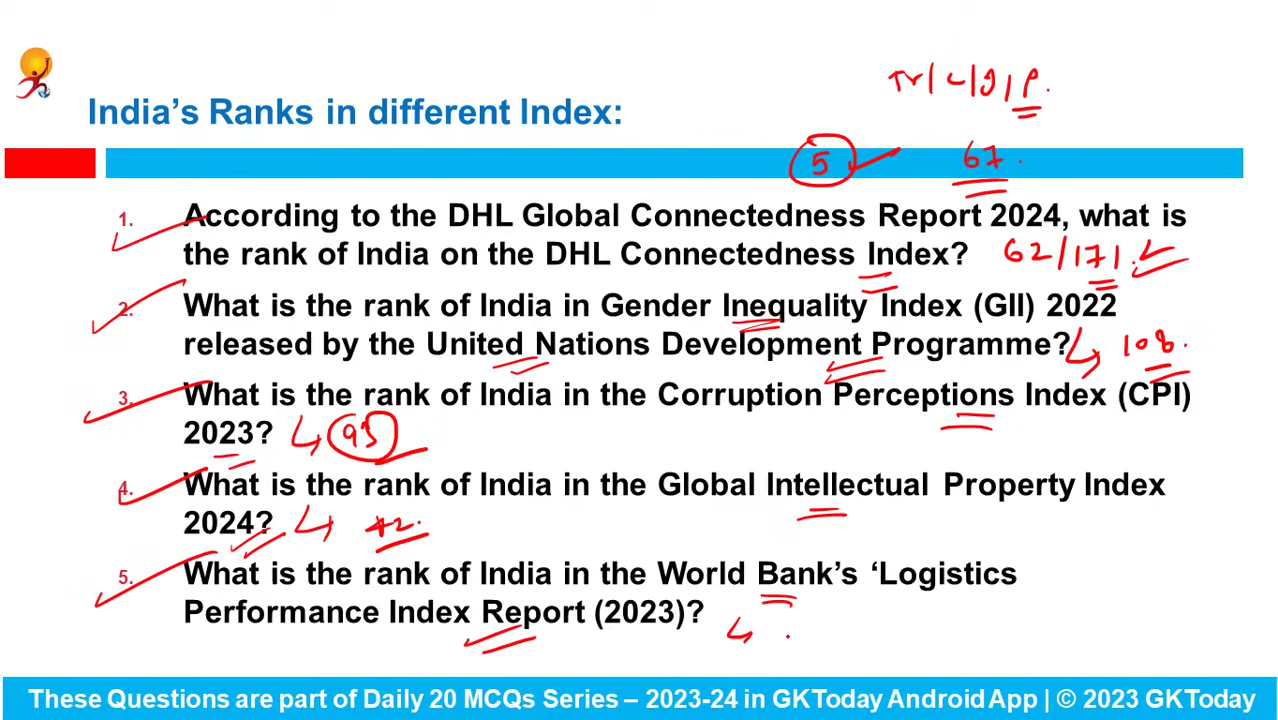 India's Ranks in different Index:
5
67.
1. According to the DHL Global Connectedness Report 2024, what is
the rank of India on the DHL Connectedness Index? 62/171.
2. What is the rank of India in Gender Inequality Index (GII) 2022
released by the United Nations Development Programme? 108.
3. What is the rank of India in the Corruption Perceptions Index (CPI)
2023? 93
4. What is the rank of India in the Global Intellectual Property Index
2024? 42.
5. What is the rank of India in the World Bank's ‘Logistics
Performance Index Report (2023)?
These Questions are part of Daily 20 MCQs Series – 2023-24 in GKToday Android App | © 2023 GKToday